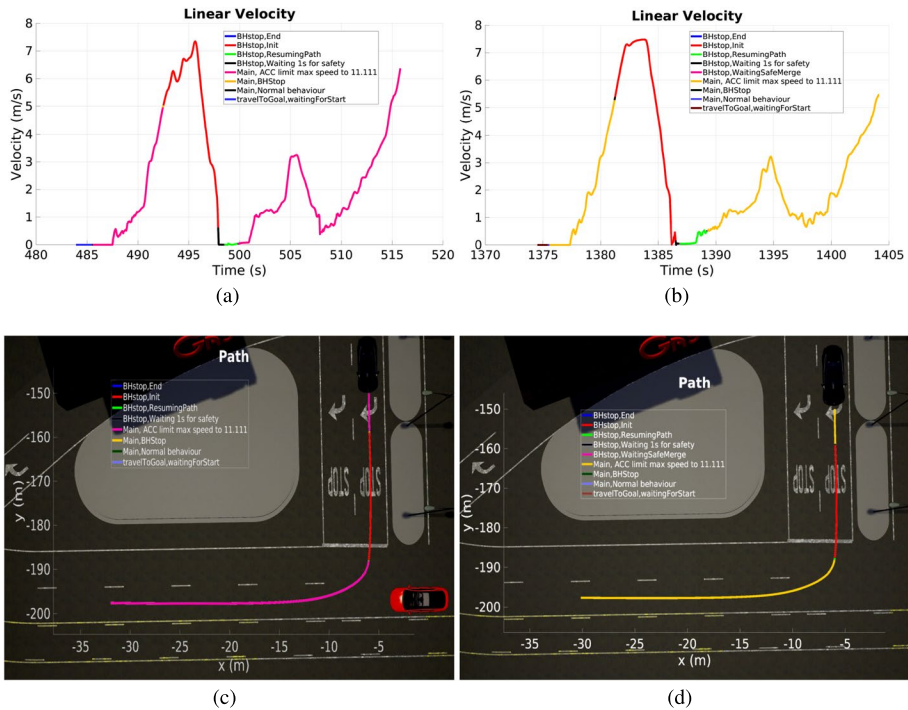 Linear Velocity
Velocity (m/s)
8
7
6
5
4
3
2
1
0
BHstop,End
BHstop,Init
BHstop,ResumingPath
BHstop,Waiting 1s for safety
Main, ACC limit max speed to 11.111
Main,BHStop
Main,Normal behaviour
travelToGoal,waitingForStart
480 485 490 495 500 505 510 515 520
Time (s)
(a)
Linear Velocity
Velocity (m/s)
8
7
6
5
4
3
2
1
0
BHstop,End
BHstop,Init
BHstop,ResumingPath
BHstop,Waiting 1s for safety
BHstop,WaitingSafeMerge
Main, ACC limit max speed to 11.111
Main,BHStop
Main,Normal behaviour
travelToGoal,waitingForStart
1370 1375 1380 1385 1390 1395 1400 1405
Time (s)
(b)
Path
BHstop,End
BHstop,Init
BHstop,ResumingPath
BHstop,Waiting 1s for safety
Main, ACC limit max speed to 11.111
Main,BHStop
Main,Normal behaviour
travelToGoal,waitingForStart
STOP STOP
y (m)
-150
-160
-170
-180
-190
-200
-35 -30 -25 -20 -15 -10 -5
x (m)
(c)
Path
BHstop,End
BHstop,Init
BHstop,ResumingPath
BHstop,Waiting 1s for safety
BHstop,WaitingSafeMerge
Main, ACC limit max speed to 11.111
Main,BHStop
Main,Normal behaviour
travelToGoal,waitingForStart
STOP STOP
y (m)
-150
-160
-170
-180
-190
-200
-35 -30 -25 -20 -15 -10 -5
x (m)
(d)